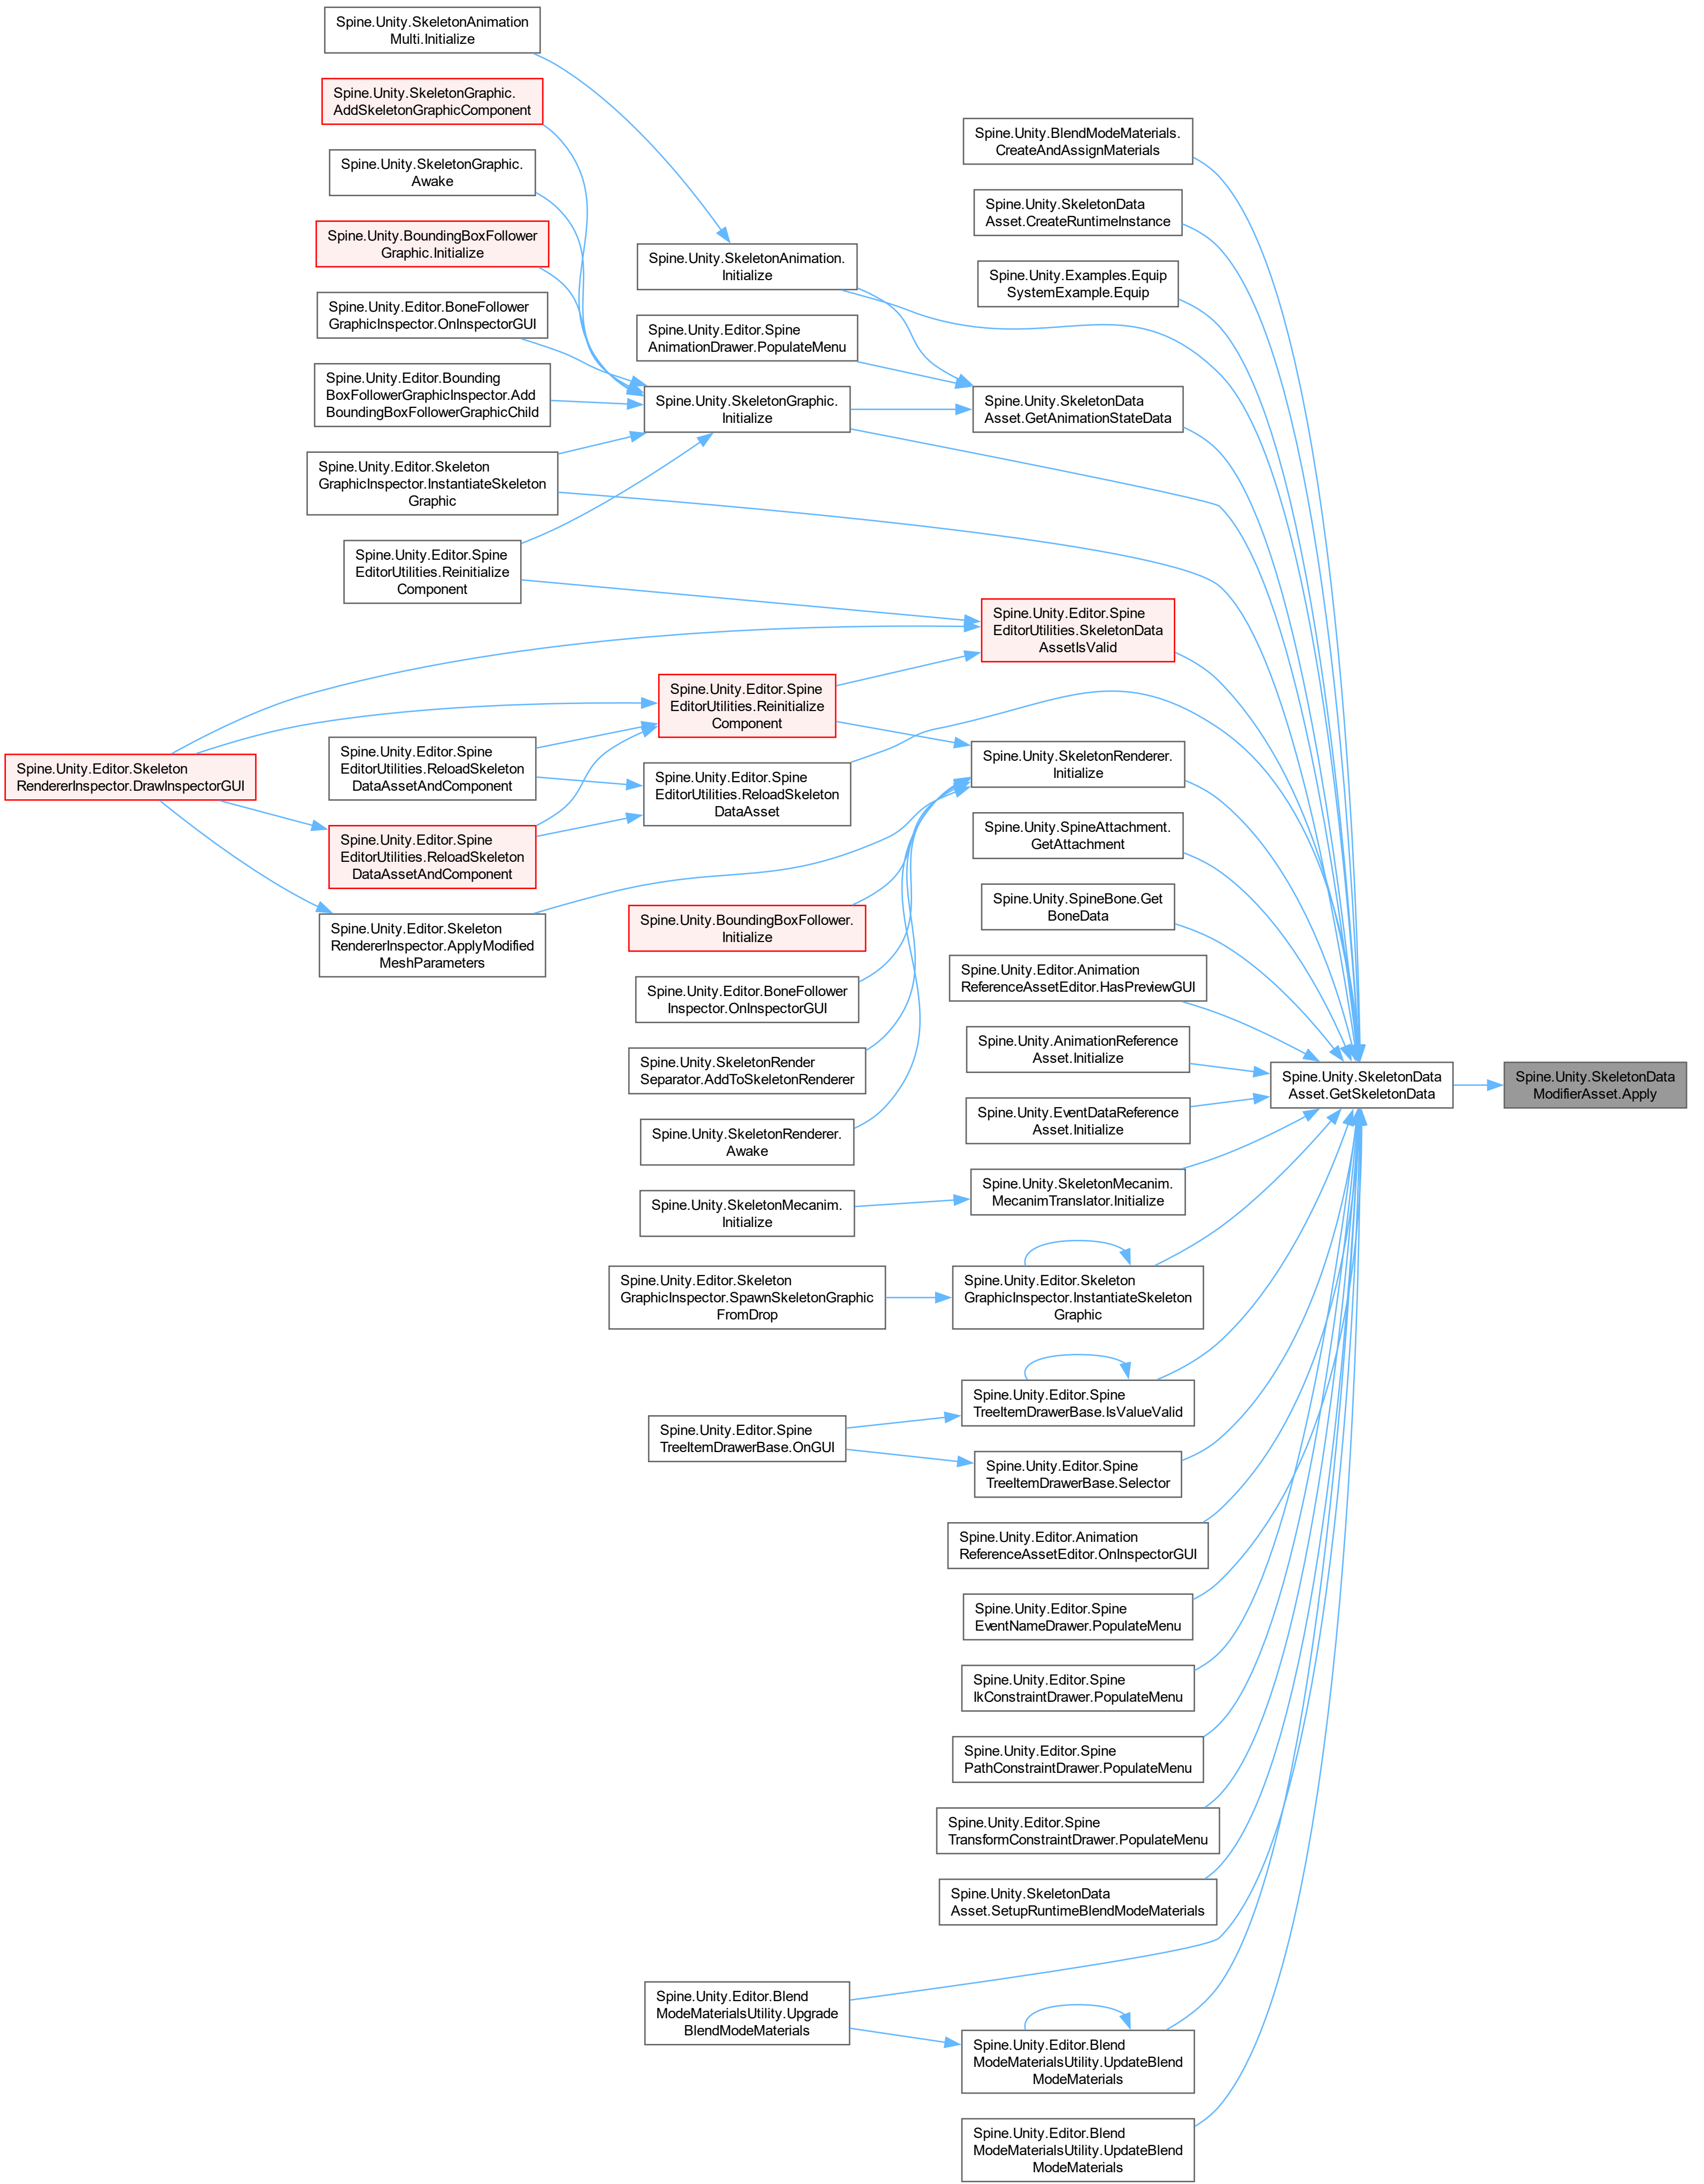 Spine.Unity.SkeletonAnimation
Multi.Initialize
Spine.Unity.SkeletonGraphic.
AddSkeletonGraphicComponent
Spine.Unity.SkeletonGraphic.
Awake
Spine.Unity.BoundingBoxFollower
Graphic.Initialize
Spine.Unity.Editor.BoneFollower
GraphicInspector.OnInspectorGUI
Spine.Unity.Editor.Bounding
BoxFollowerGraphicInspector.Add
BoundingBoxFollowerGraphicChild
Spine.Unity.Editor.Skeleton
GraphicInspector.InstantiateSkeleton
Graphic
Spine.Unity.Editor.Spine
EditorUtilities.Reinitialize
Component
Spine.Unity.Editor.Skeleton
RendererInspector.DrawInspectorGUI
Spine.Unity.Editor.Spine
EditorUtilities.ReloadSkeleton
DataAssetAndComponent
Spine.Unity.Editor.Spine
EditorUtilities.ReloadSkeleton
DataAssetAndComponent
Spine.Unity.Editor.Skeleton
RendererInspector.ApplyModified
MeshParameters
Spine.Unity.SkeletonAnimation.
Initialize
Spine.Unity.Editor.Spine
AnimationDrawer.PopulateMenu
Spine.Unity.SkeletonGraphic.
Initialize
Spine.Unity.Editor.Spine
EditorUtilities.Reinitialize
Component
Spine.Unity.Editor.Spine
EditorUtilities.ReloadSkeleton
DataAsset
Spine.Unity.BoundingBoxFollower.
Initialize
Spine.Unity.Editor.BoneFollower
Inspector.OnInspectorGUI
Spine.Unity.SkeletonRender
Separator.AddToSkeletonRenderer
Spine.Unity.SkeletonRenderer.
Awake
Spine.Unity.SkeletonMecanim.
Initialize
Spine.Unity.Editor.Skeleton
GraphicInspector.SpawnSkeletonGraphic
FromDrop
Spine.Unity.Editor.Spine
TreeItemDrawerBase.OnGUI
Spine.Unity.Editor.Blend
ModeMaterialsUtility.Upgrade
BlendModeMaterials
Spine.Unity.BlendModeMaterials.
CreateAndAssignMaterials
Spine.Unity.SkeletonData
Asset.CreateRuntimeInstance
Spine.Unity.Examples.Equip
SystemExample.Equip
Spine.Unity.SkeletonData
Asset.GetAnimationStateData
Spine.Unity.Editor.Spine
EditorUtilities.SkeletonData
AssetIsValid
Spine.Unity.SkeletonRenderer.
Initialize
Spine.Unity.SpineAttachment.
GetAttachment
Spine.Unity.SpineBone.Get
BoneData
Spine.Unity.Editor.Animation
ReferenceAssetEditor.HasPreviewGUI
Spine.Unity.AnimationReference
Asset.Initialize
Spine.Unity.EventDataReference
Asset.Initialize
Spine.Unity.SkeletonMecanim.
MecanimTranslator.Initialize
Spine.Unity.Editor.Skeleton
GraphicInspector.InstantiateSkeleton
Graphic
Spine.Unity.Editor.Spine
TreeItemDrawerBase.IsValueValid
Spine.Unity.Editor.Spine
TreeItemDrawerBase.Selector
Spine.Unity.Editor.Animation
ReferenceAssetEditor.OnInspectorGUI
Spine.Unity.Editor.Spine
EventNameDrawer.PopulateMenu
Spine.Unity.Editor.Spine
IkConstraintDrawer.PopulateMenu
Spine.Unity.Editor.Spine
PathConstraintDrawer.PopulateMenu
Spine.Unity.Editor.Spine
TransformConstraintDrawer.PopulateMenu
Spine.Unity.SkeletonData
Asset.SetupRuntimeBlendModeMaterials
Spine.Unity.Editor.Blend
ModeMaterialsUtility.UpdateBlend
ModeMaterials
Spine.Unity.Editor.Blend
ModeMaterialsUtility.UpdateBlend
ModeMaterials
Spine.Unity.SkeletonData
Asset.GetSkeletonData
Spine.Unity.SkeletonData
ModifierAsset.Apply